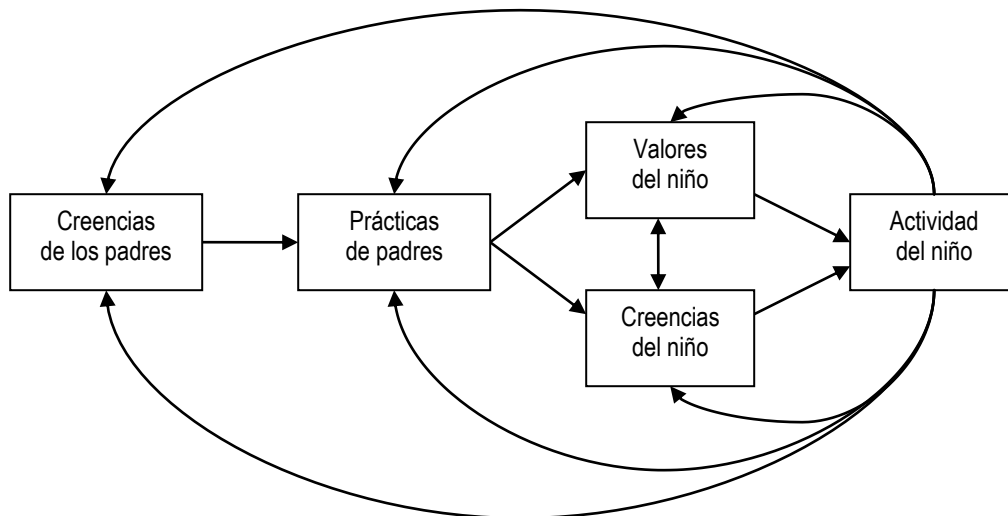 Valores
del niño
Creencias
de los padres
Prácticas
de padres
Actividad
del niño
Creencias
del niño